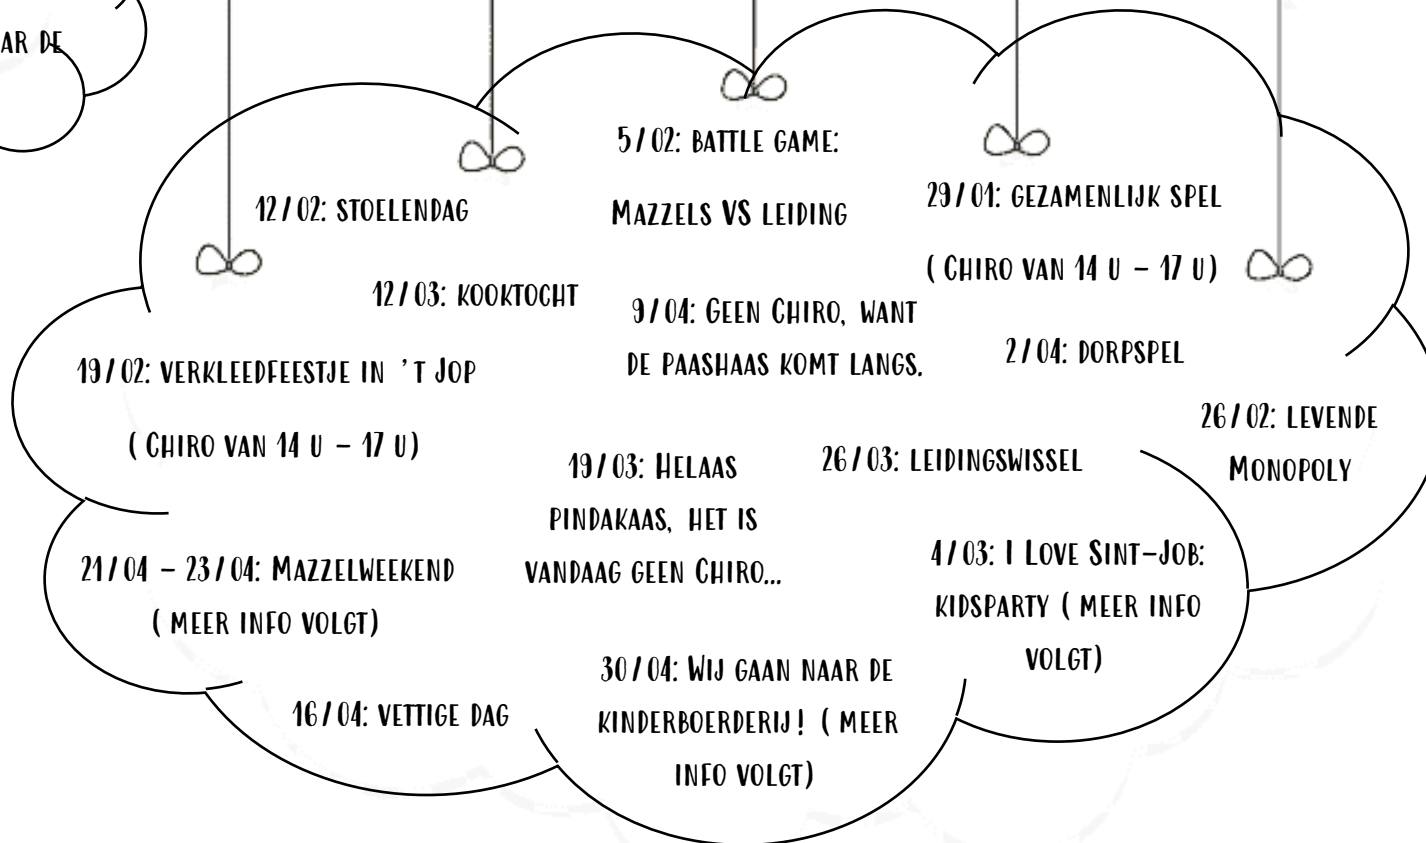 AR DE
5/02: BATTLE GAME:
MAZZELS VS LEIDING
29/01: GEZAMENLIJK SPEL
(CHIRO VAN 14 U – 17 U)
12/02: STOELENDAG
12/03: KOOKTOCHT
9/04: GEEN CHIRO, WANT
DE PAASHAAS KOMT LANGS.
2/04: DORPSPEL
19/02: VERKLEEDFEESTJE IN 'T JOP
(CHIRO VAN 14 U – 17 U)
26/02: LEVENDE
MONOPOLY
19/03: HELAAS
PINDAKAAS, HET IS
VANDAAG GEEN CHIRO...
26/03: LEIDINGSWISSEL
21/04 – 23/04: MAZZELWEEKEND
(MEER INFO VOLGT)
4/03: I LOVE SINT-JOB:
KIDSPARTY (MEER INFO
VOLGT)
16/04: VETTIGE DAG
30/04: WIJ GAAN NAAR DE
KINDERBOERDERIJ! (MEER
INFO VOLGT)